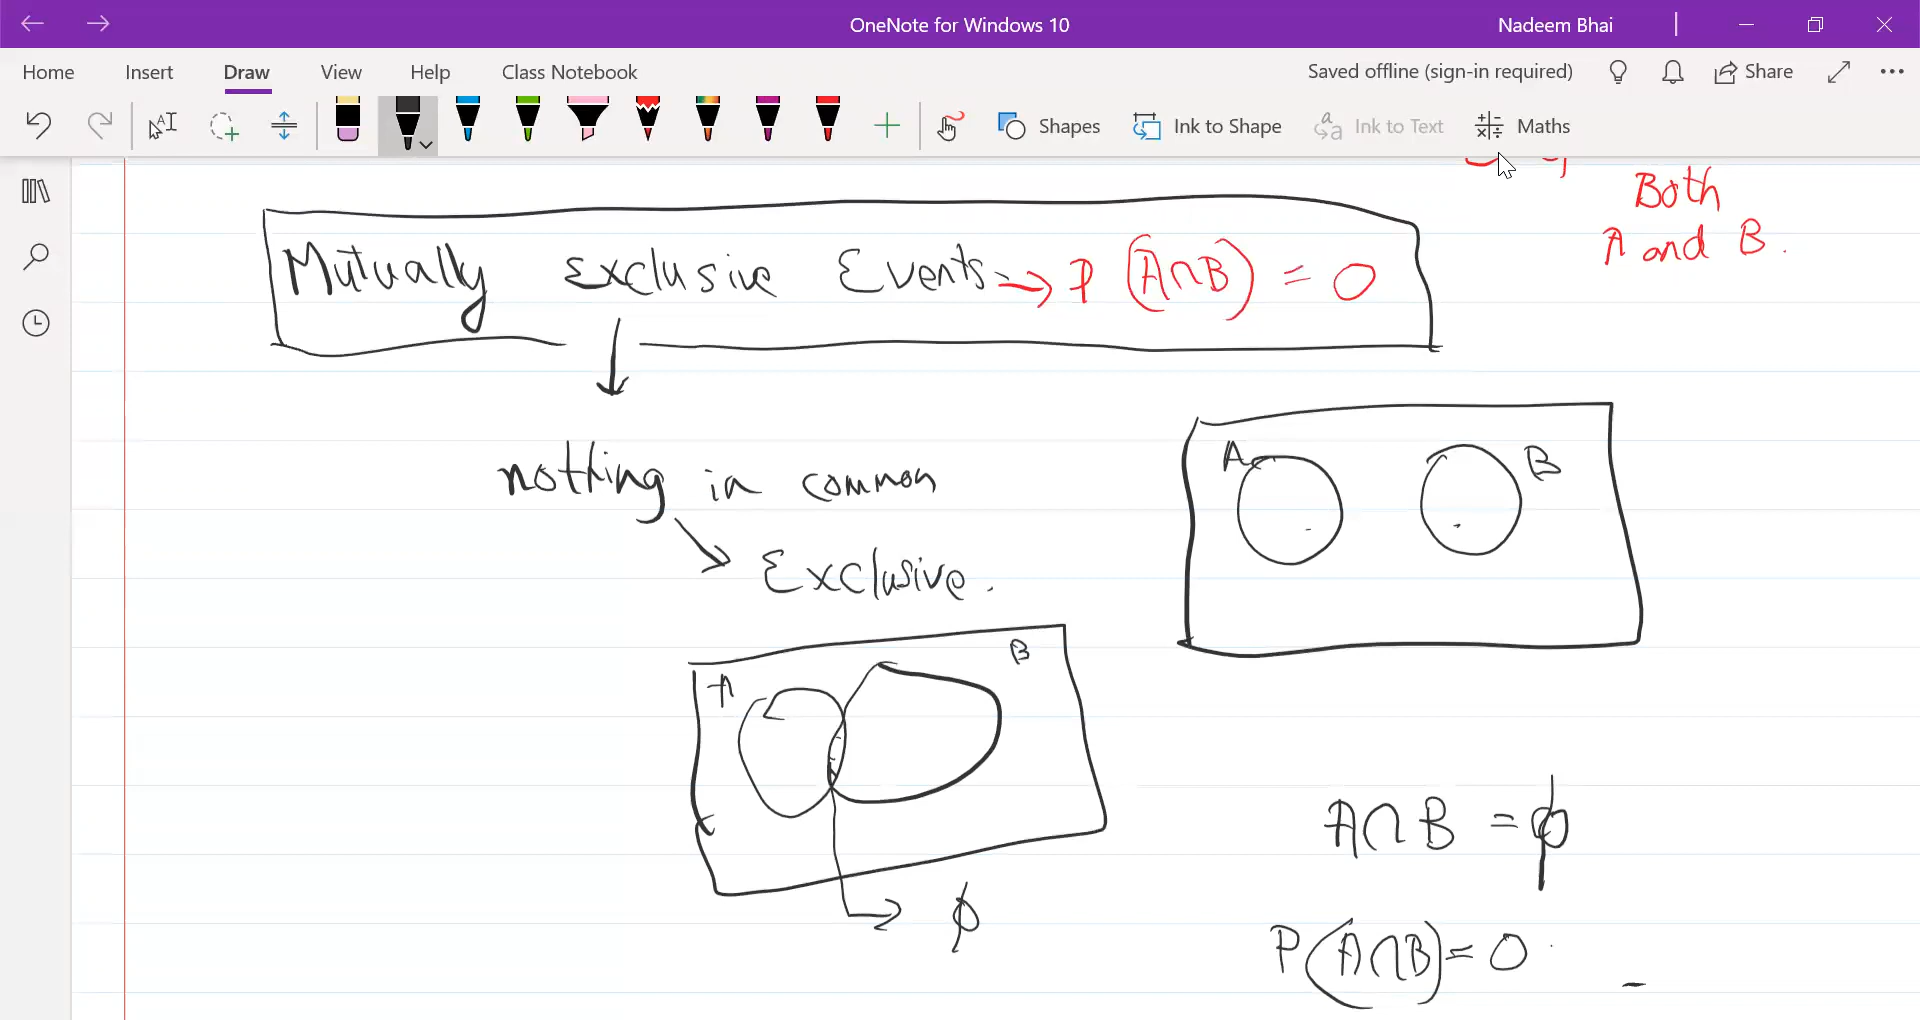 OneNote for Windows 10
Nadeem Bhai
Home Insert Draw View Help Class Notebook
Saved offline (sign-in required)
Share
Shapes
Ink to Shape
Ink to Text
Maths
Both
A and B.
Mutually Exclusive Events → P (A∩B) = 0
nothing in common
Exclusive.
A B
A B
A∩B = ϕ
ϕ
P(A∩B) = 0